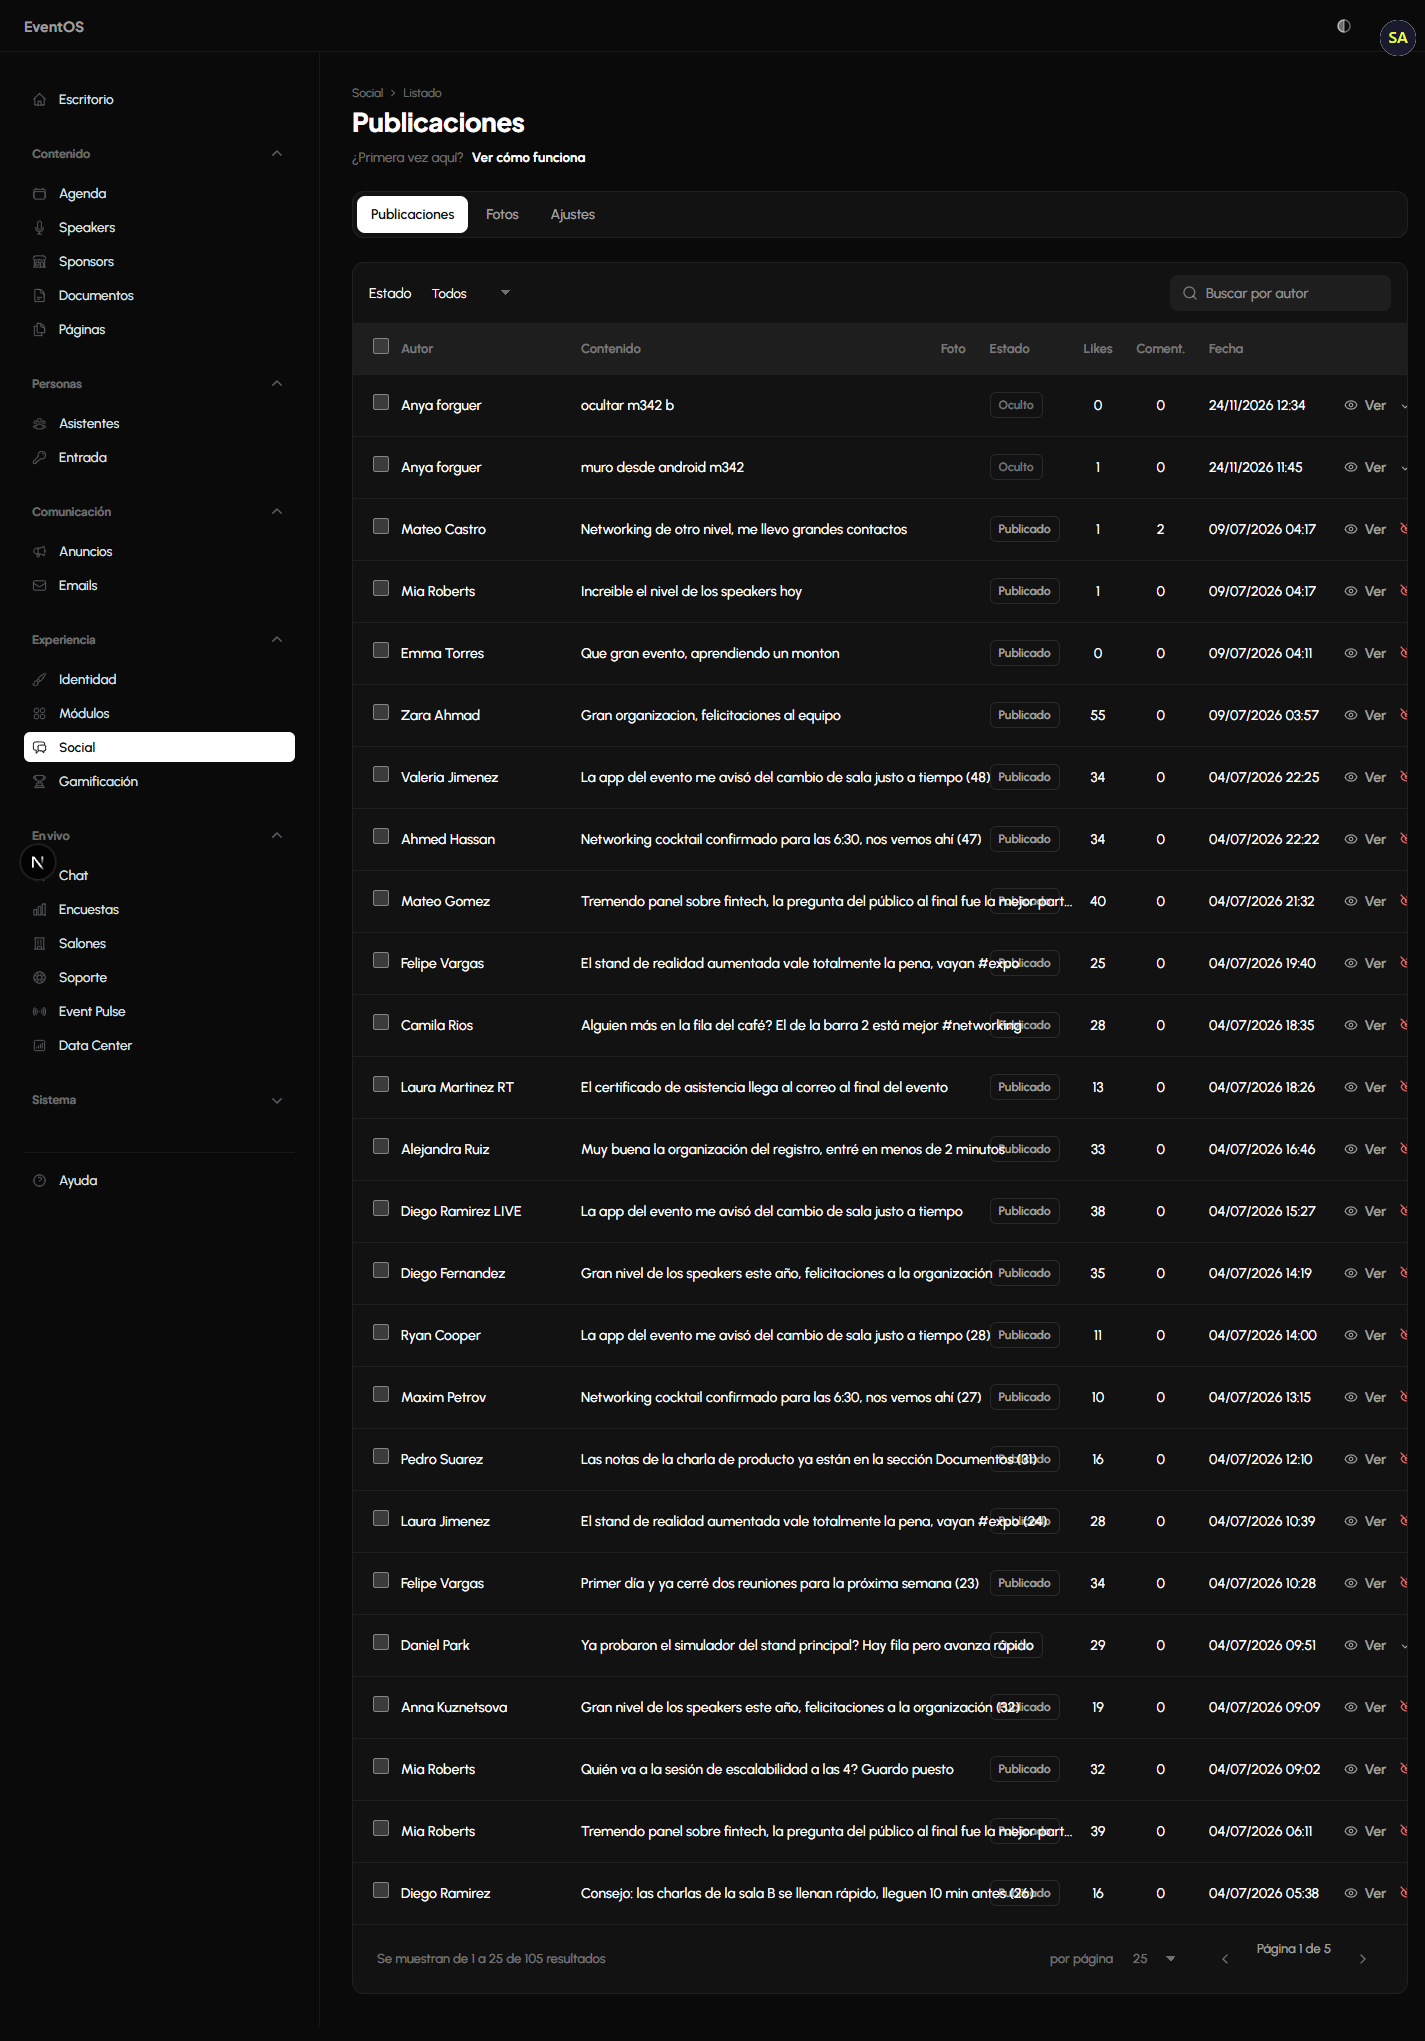 EventOS
SA
Escritorio
Contenido
Agenda
Speakers
Sponsors
Documentos
Páginas
Personas
Asistentes
Entrada
Comunicación
Anuncios
Emails
Experiencia
Identidad
Módulos
Social
Gamificación
En vivo
N
Chat
Encuestas
Salones
Soporte
Event Pulse
Data Center
Sistema
Ayuda
Social > Listado
Publicaciones
¿Primera vez aquí? Ver cómo funciona
Publicaciones Fotos Ajustes
Estado Todos Buscar por autor
Autor Contenido Foto Estado Likes Coment. Fecha
Anya forguer ocultar m342 b Oculto 0 0 24/11/2026 12:34 Ver
Anya forguer muro desde android m342 Oculto 1 0 24/11/2026 11:45 Ver
Mateo Castro Networking de otro nivel, me llevo grandes contactos Publicado 1 2 09/07/2026 04:17 Ver
Mia Roberts Increible el nivel de los speakers hoy Publicado 1 0 09/07/2026 04:17 Ver
Emma Torres Que gran evento, aprendiendo un monton Publicado 0 0 09/07/2026 04:11 Ver
Zara Ahmad Gran organizacion, felicitaciones al equipo Publicado 55 0 09/07/2026 03:57 Ver
Valeria Jimenez La app del evento me avisó del cambio de sala justo a tiempo (48) Publicado 34 0 04/07/2026 22:25 Ver
Ahmed Hassan Networking cocktail confirmado para las 6:30, nos vemos ahí (47) Publicado 34 0 04/07/2026 22:22 Ver
Mateo Gomez Tremendo panel sobre fintech, la pregunta del público al final fue la mejor part... Publicado 40 0 04/07/2026 21:32 Ver
Felipe Vargas El stand de realidad aumentada vale totalmente la pena, vayan #expo Publicado 25 0 04/07/2026 19:40 Ver
Camila Rios Alguien más en la fila del café? El de la barra 2 está mejor #networking Publicado 28 0 04/07/2026 18:35 Ver
Laura Martinez RT El certificado de asistencia llega al correo al final del evento Publicado 13 0 04/07/2026 18:26 Ver
Alejandra Ruiz Muy buena la organización del registro, entré en menos de 2 minutos Publicado 33 0 04/07/2026 16:46 Ver
Diego Ramirez LIVE La app del evento me avisó del cambio de sala justo a tiempo Publicado 38 0 04/07/2026 15:27 Ver
Diego Fernandez Gran nivel de los speakers este año, felicitaciones a la organización Publicado 35 0 04/07/2026 14:19 Ver
Ryan Cooper La app del evento me avisó del cambio de sala justo a tiempo (28) Publicado 11 0 04/07/2026 14:00 Ver
Maxim Petrov Networking cocktail confirmado para las 6:30, nos vemos ahí (27) Publicado 10 0 04/07/2026 13:15 Ver
Pedro Suarez Las notas de la charla de producto ya están en la sección Documentos (31) Publicado 16 0 04/07/2026 12:10 Ver
Laura Jimenez El stand de realidad aumentada vale totalmente la pena, vayan #expo (24) Publicado 28 0 04/07/2026 10:39 Ver
Felipe Vargas Primer día y ya cerré dos reuniones para la próxima semana (23) Publicado 34 0 04/07/2026 10:28 Ver
Daniel Park Ya probaron el simulador del stand principal? Hay fila pero avanza rápido 29 0 04/07/2026 09:51 Ver
Anna Kuznetsova Gran nivel de los speakers este año, felicitaciones a la organización (32) Publicado 19 0 04/07/2026 09:09 Ver
Mia Roberts Quién va a la sesión de escalabilidad a las 4? Guardo puesto Publicado 32 0 04/07/2026 09:02 Ver
Mia Roberts Tremendo panel sobre fintech, la pregunta del público al final fue la mejor part... Publicado 39 0 04/07/2026 06:11 Ver
Diego Ramirez Consejo: las charlas de la sala B se llenan rápido, lleguen 10 min antes (26) Publicado 16 0 04/07/2026 05:38 Ver
Se muestran de 1 a 25 de 105 resultados por página 25 Página 1 de 5